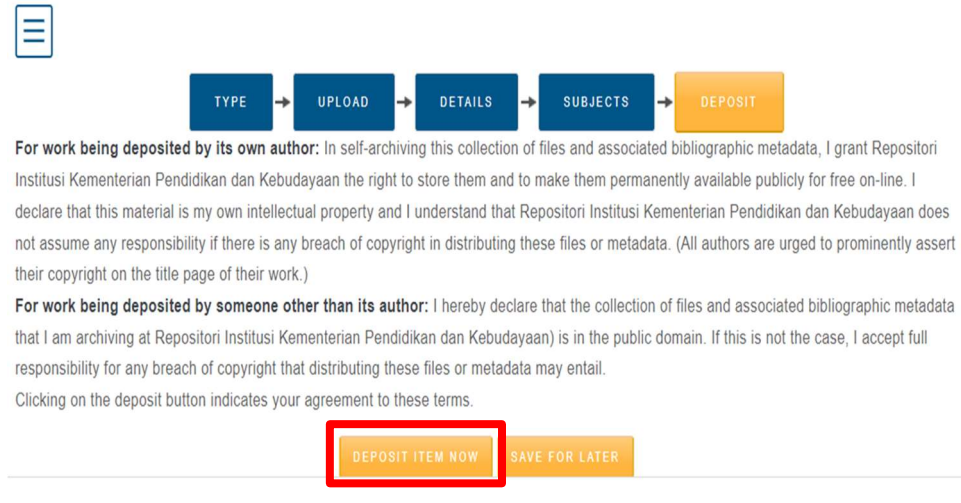 TYPE UPLOAD DETAILS SUBJECTS DEPOSIT
For work being deposited by its own author: In self-archiving this collection of files and associated bibliographic metadata, I grant Repositori
Institusi Kementerian Pendidikan dan Kebudayaan the right to store them and to make them permanently available publicly for free on-line. I
declare that this material is my own intellectual property and I understand that Repositori Institusi Kementerian Pendidikan dan Kebudayaan does
not assume any responsibility if there is any breach of copyright in distributing these files or metadata. (All authors are urged to prominently assert
their copyright on the title page of their work.)
For work being deposited by someone other than its author: I hereby declare that the collection of files and associated bibliographic metadata
that I am archiving at Repositori Institusi Kementerian Pendidikan dan Kebudayaan) is in the public domain. If this is not the case, I accept full
responsibility for any breach of copyright that distributing these files or metadata may entail.
Clicking on the deposit button indicates your agreement to these terms.
DEPOSIT ITEM NOW SAVE FOR LATER